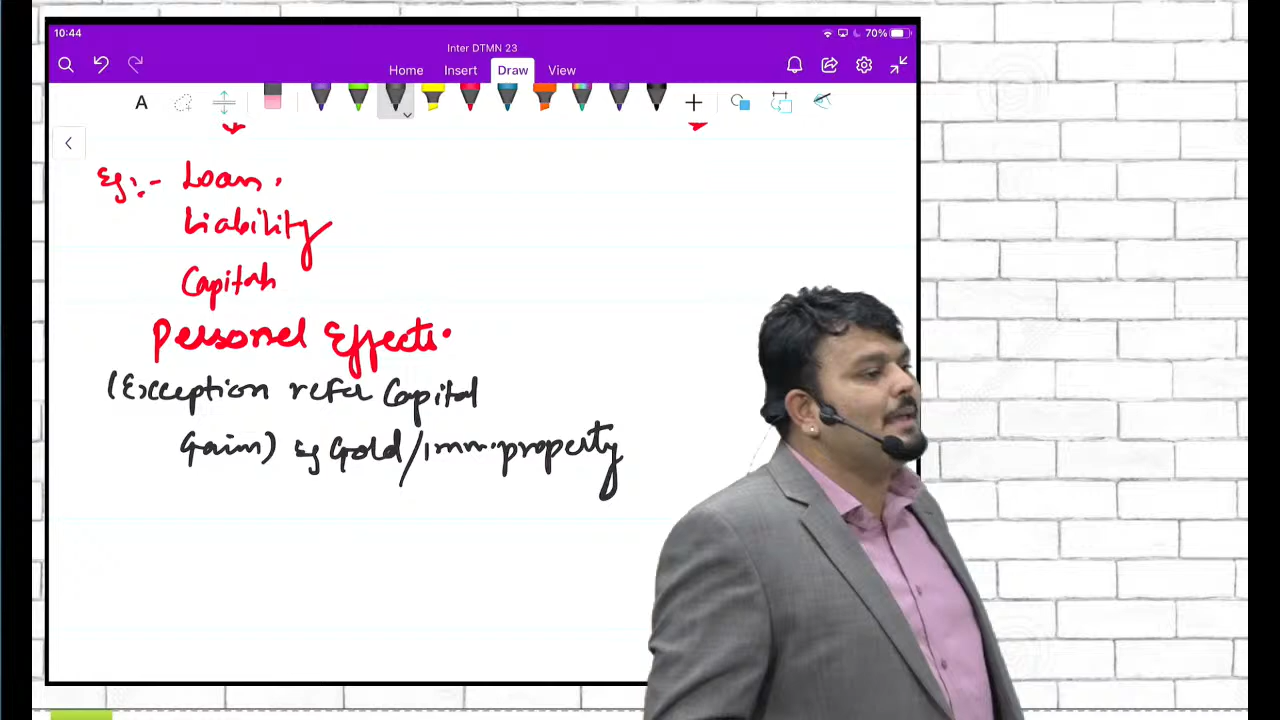 10:44
70%
Inter DTMN 23
Home Insert Draw View
A
Eg:- Loan.
Liability
Capital
Personel Effects.
(Exception refer Capital
Gain) eg Gold/imm.property